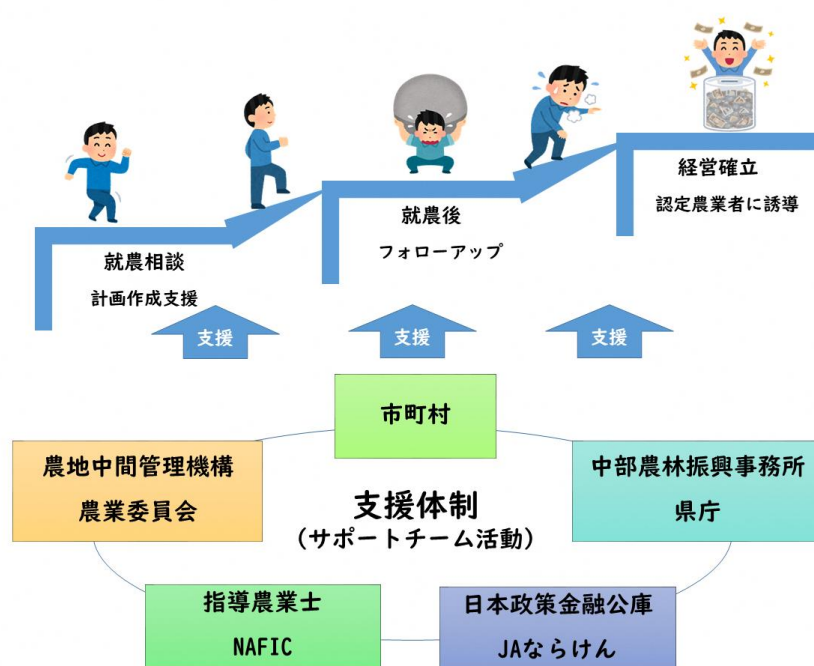 経営確立
認定農業者に誘導
就農後
フォローアップ
就農相談
計画作成支援
支援
支援
支援
市町村
農地中間管理機構
農業委員会
中部農林振興事務所
県庁
支援体制
(サポートチーム活動)
指導農業士
NAFIC
日本政策金融公庫
JAならけん